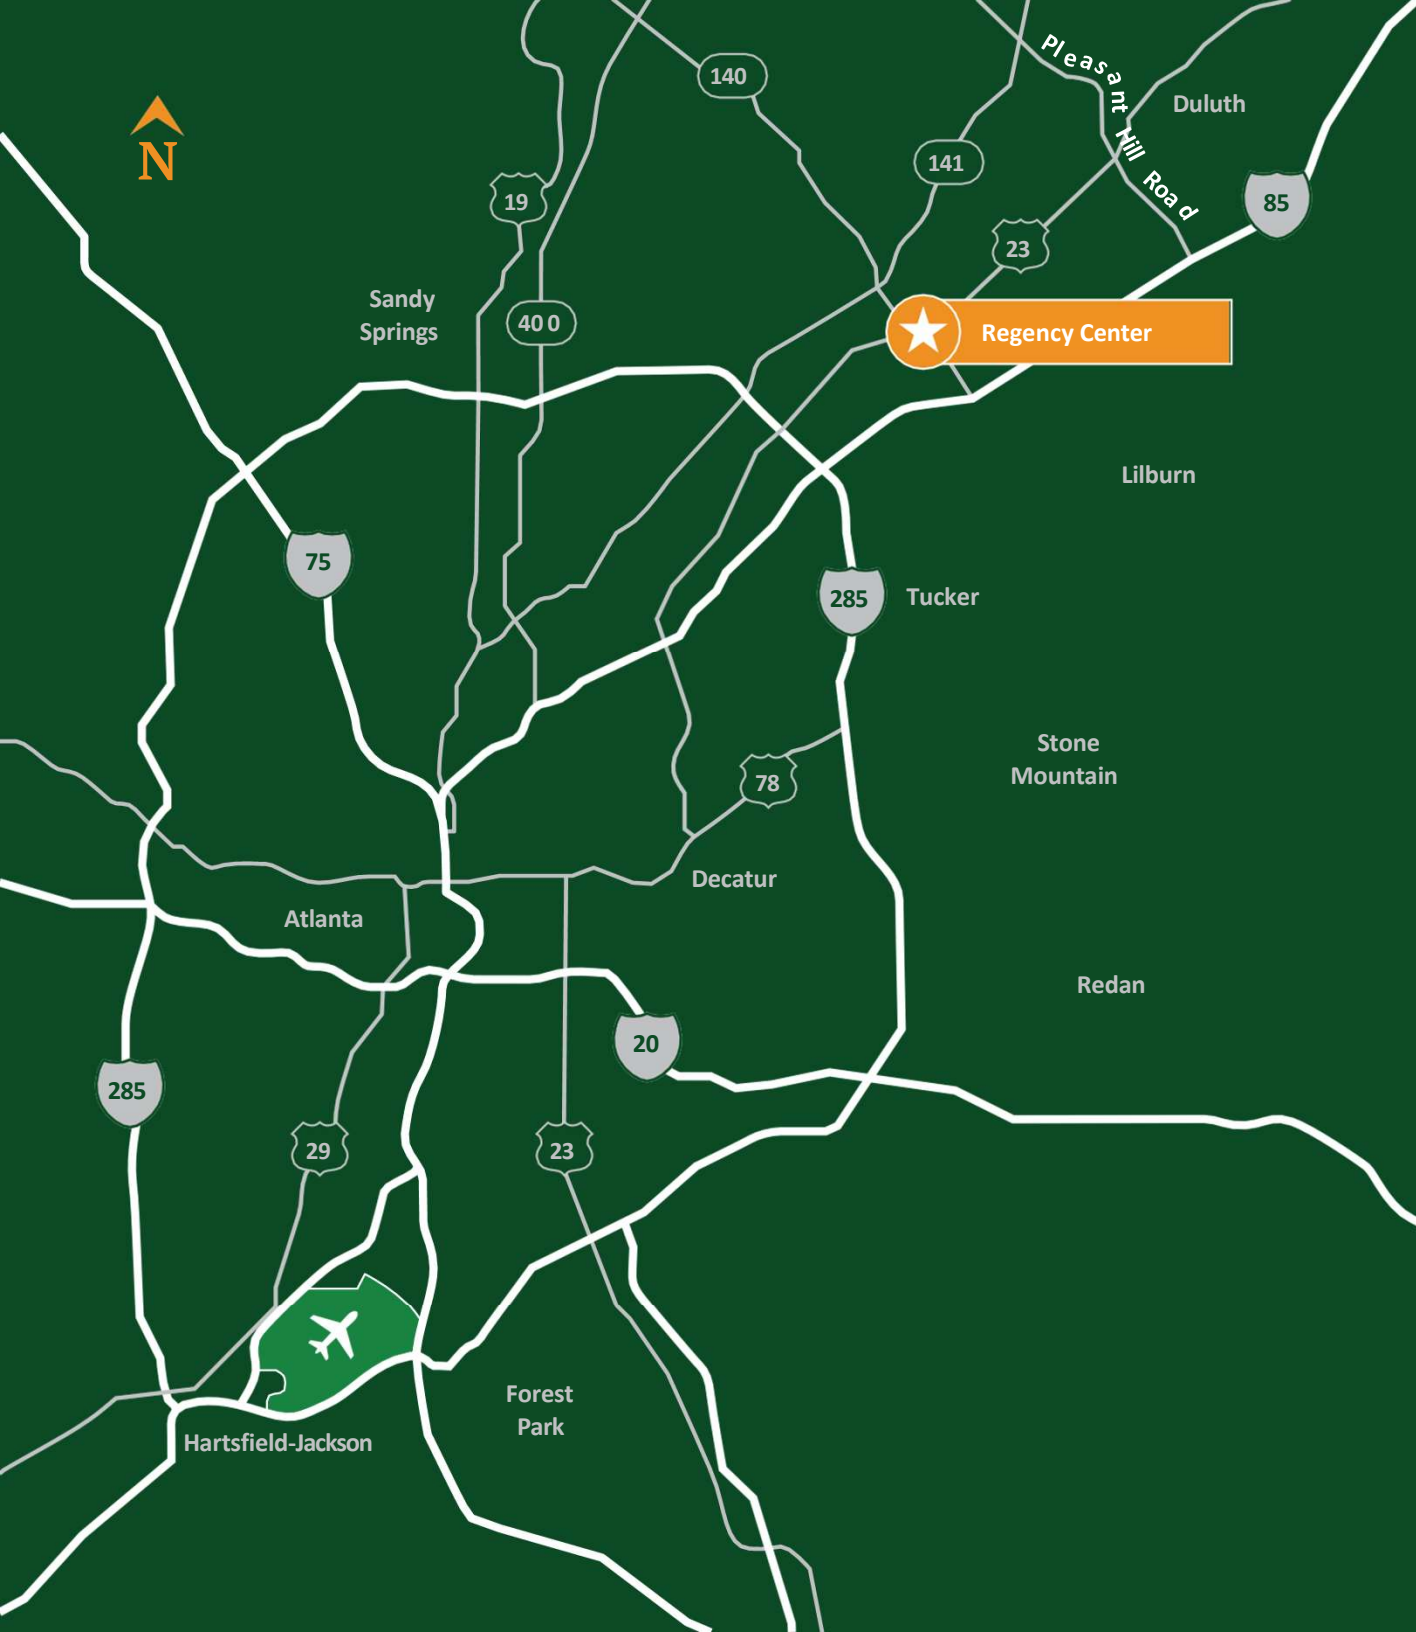 Pleasant Hill Road
140
Duluth
N
141
19
85
23
Sandy
Springs
400
Regency Center
Lilburn
75
285
Tucker
Stone
Mountain
78
Decatur
Atlanta
Redan
20
285
29
23
Forest
Park
Hartsfield-Jackson